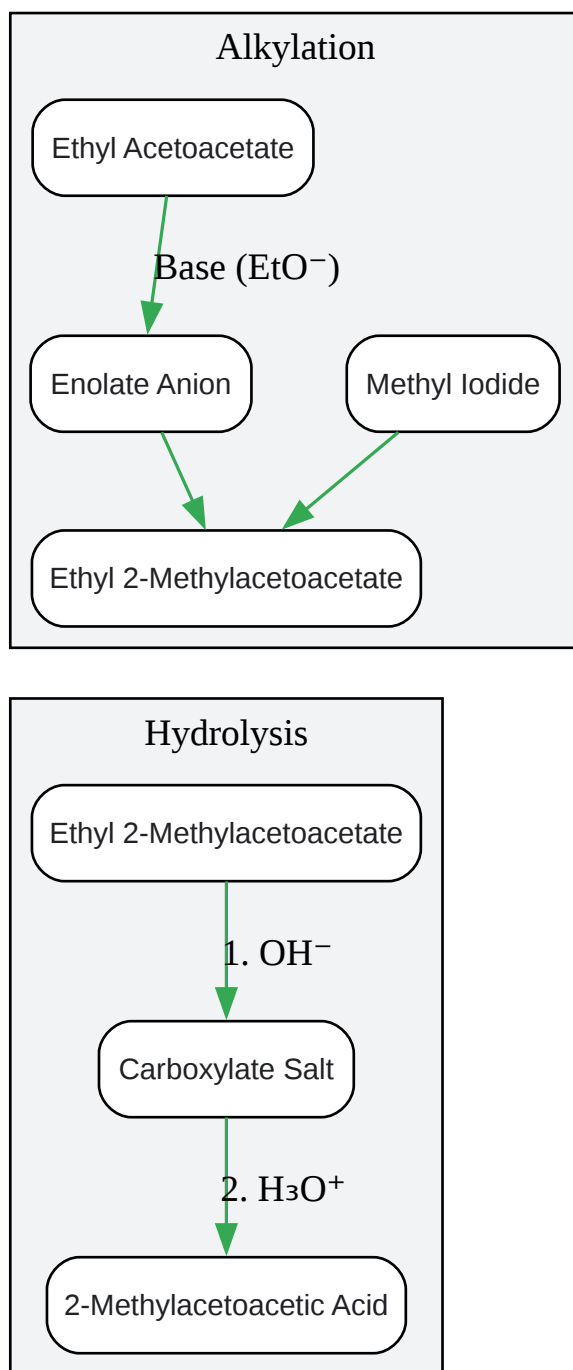 Alkylation
Ethyl Acetoacetate
Base (EtO⁻)
Enolate Anion
Methyl Iodide
Ethyl 2-Methylacetoacetate
Hydrolysis
Ethyl 2-Methylacetoacetate
1. OH⁻
Carboxylate Salt
2. H₃O⁺
2-Methylacetoacetic Acid